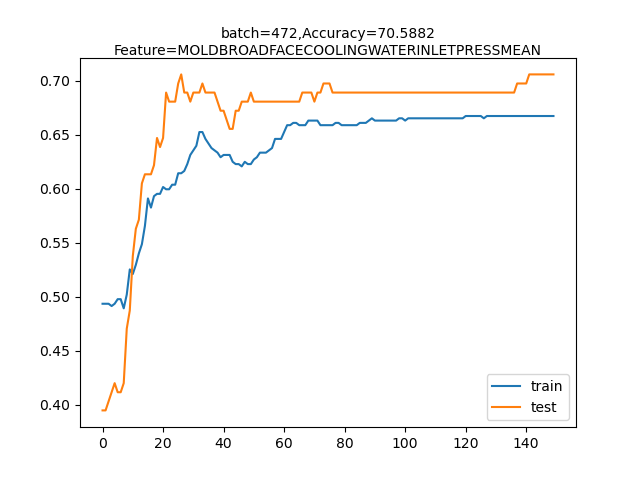 batch=472,Accuracy=70.5882
Feature=MOLDBROADFACECOOLINGWATERINLETPRESSMEAN
0.70
0.65
0.60
0.55
0.50
0.45
0.40
train
test
0 20 40 60 80 100 120 140